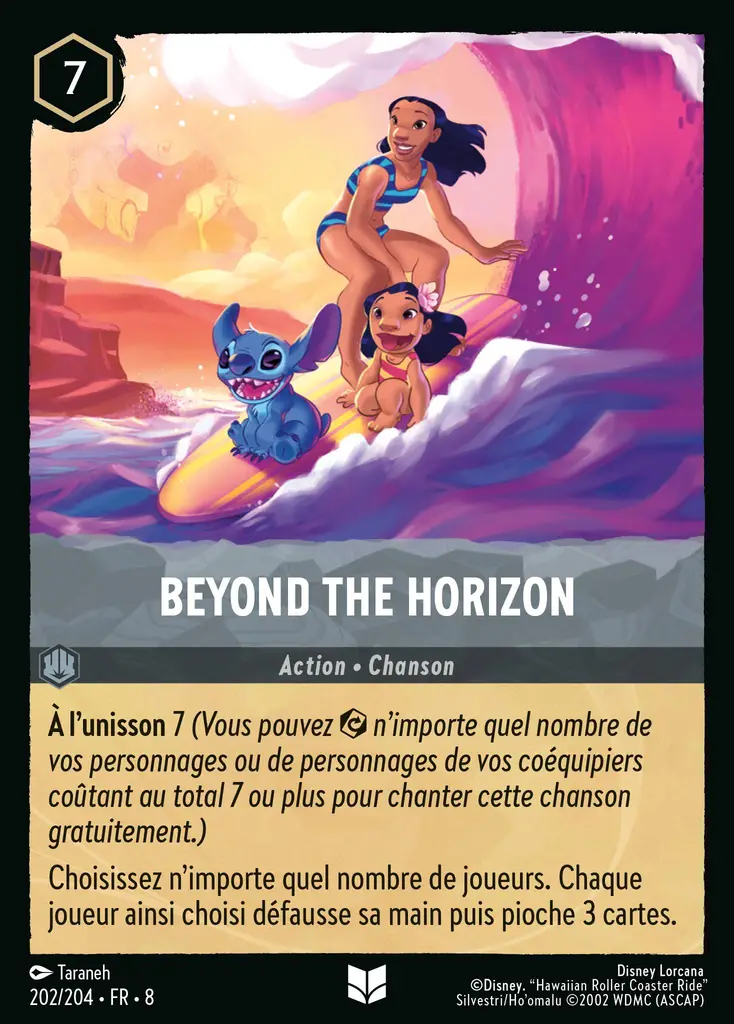 7
BEYOND THE HORIZON
Action • Chanson
À l’unisson 7 (Vous pouvez n’importe quel nombre de
vos personnages ou de personnages de vos coéquipiers
coûtant au total 7 ou plus pour chanter cette chanson
gratuitement.)
Choisissez n’importe quel nombre de joueurs. Chaque
joueur ainsi choisi défausse sa main puis pioche 3 cartes.
Taraneh
202/204 • FR • 8
Disney Lorcana
©Disney. “Hawaiian Roller Coaster Ride”
Silvestri/Ho’omalu ©2002 WDMC (ASCAP)